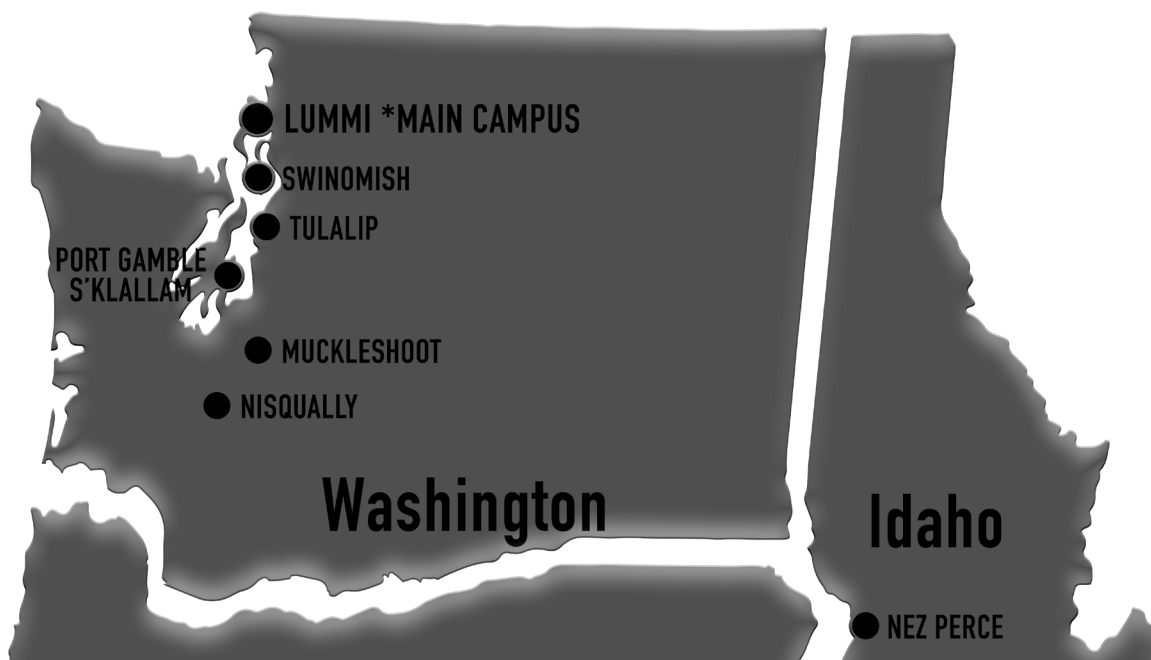 LUMMI *MAIN CAMPUS
SWINOMISH
TULALIP
PORT GAMBLE
S'KLALLAM
MUCKLESHOOT
NISQUALLY
Washington
Idaho
NEZ PERCE